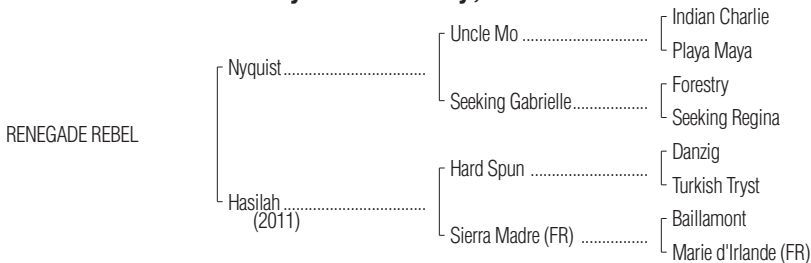 Indian Charlie
Uncle Mo ..............................
Playa Maya
Nyquist..................................
Forestry
Seeking Gabrielle..................
Seeking Regina
RENEGADE REBEL
Danzig
Hard Spun ............................
Turkish Tryst
Hasilah..................................
(2011)
Baillamont
Sierra Madre (FR) ................
Marie d'Irlande (FR)